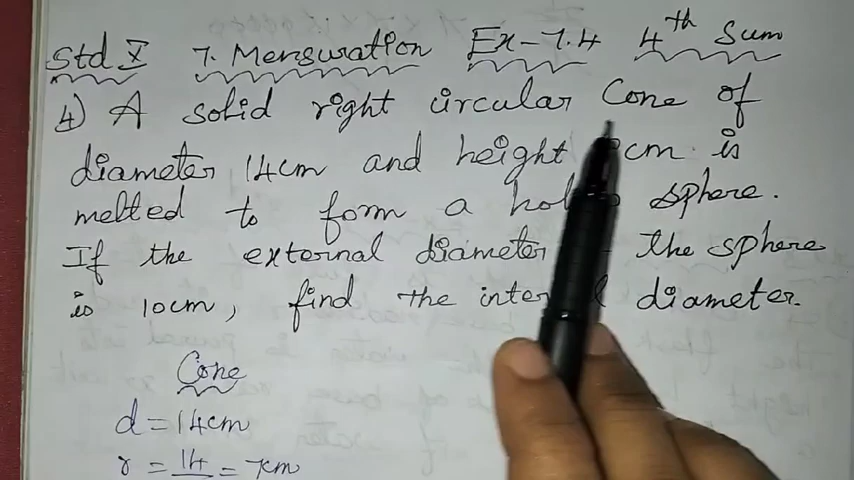 Std X 7. Mensuration Ex-7.4 4th Sum
4) A solid right circular Cone of
diameter 14cm and height cm is
melted to form a sphere.
If the external diameter the sphere
is 10cm, find the diameter.
Cone
d = 14cm
r = 14 = 7cm